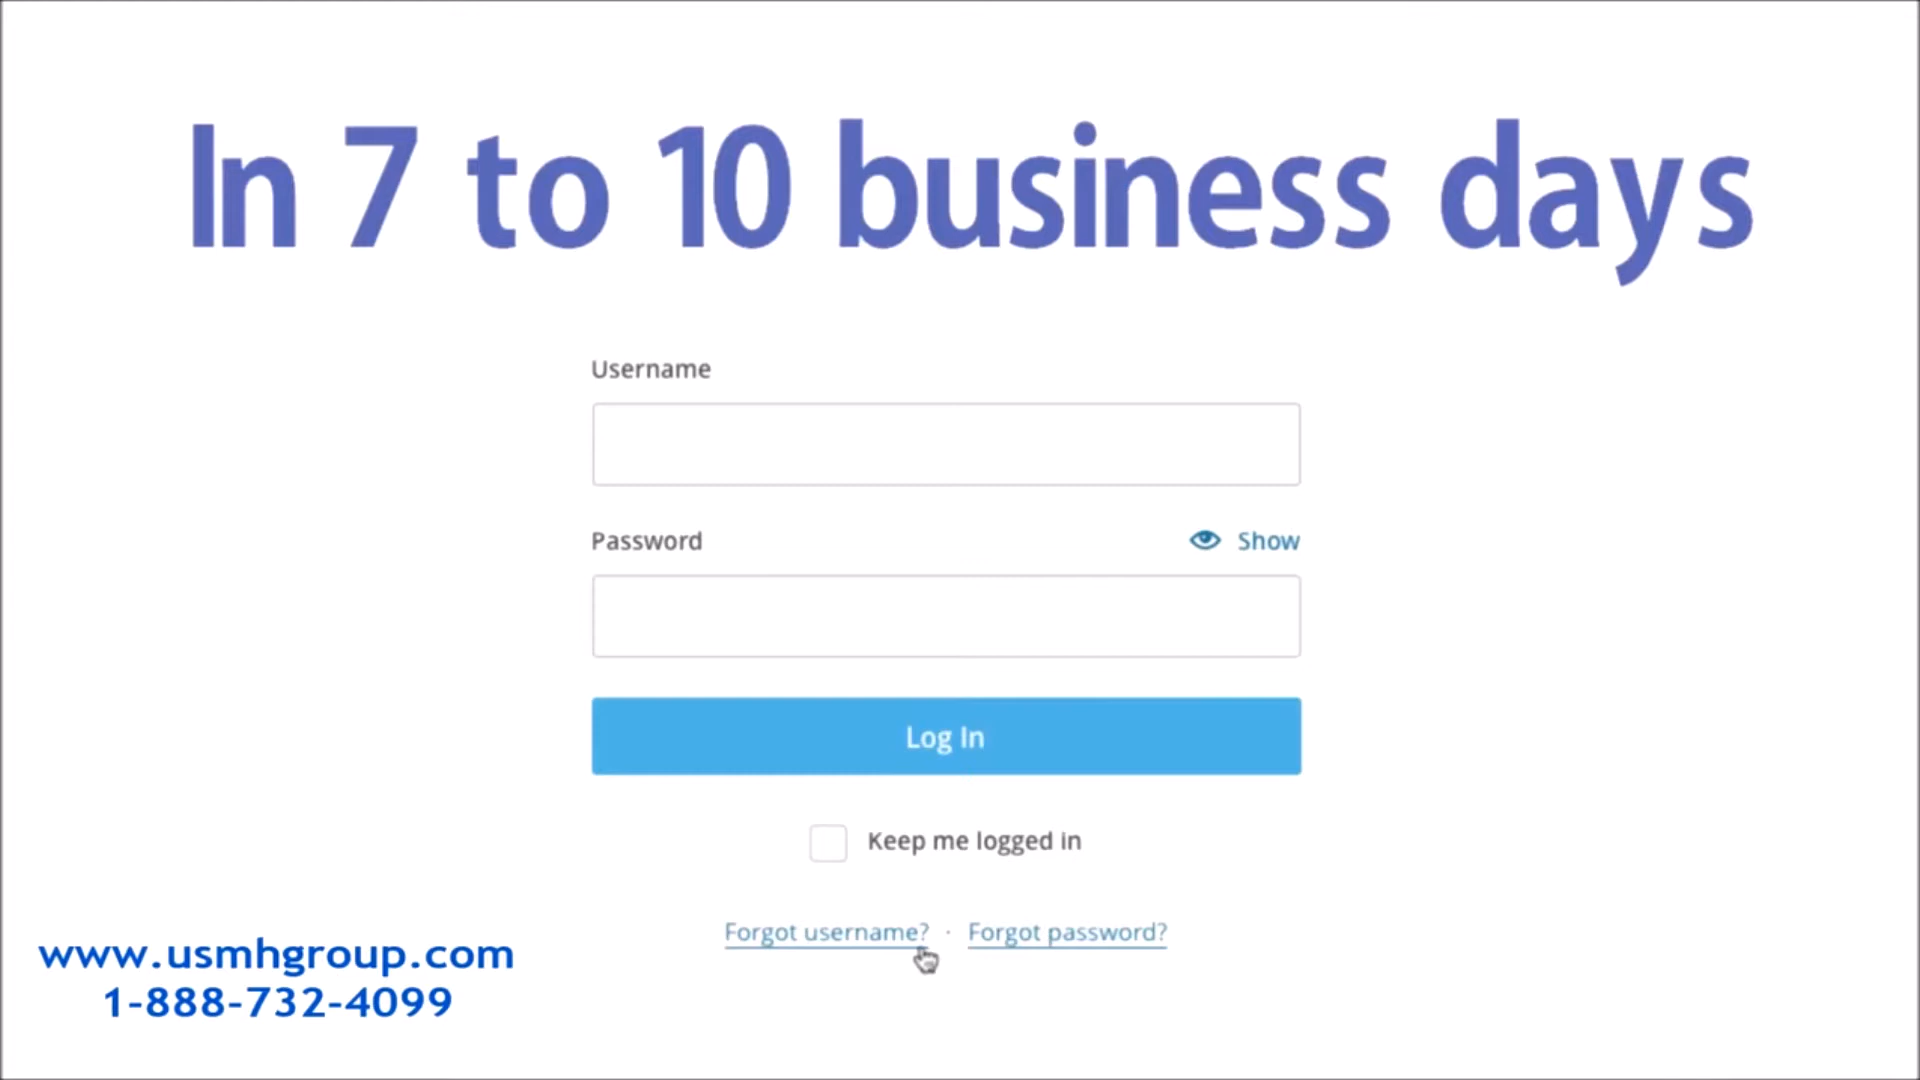 In 7 to 10 business days
Username
Password
Show
Log In
Keep me logged in
Forgot username? · Forgot password?
www.usmhgroup.com
1-888-732-4099